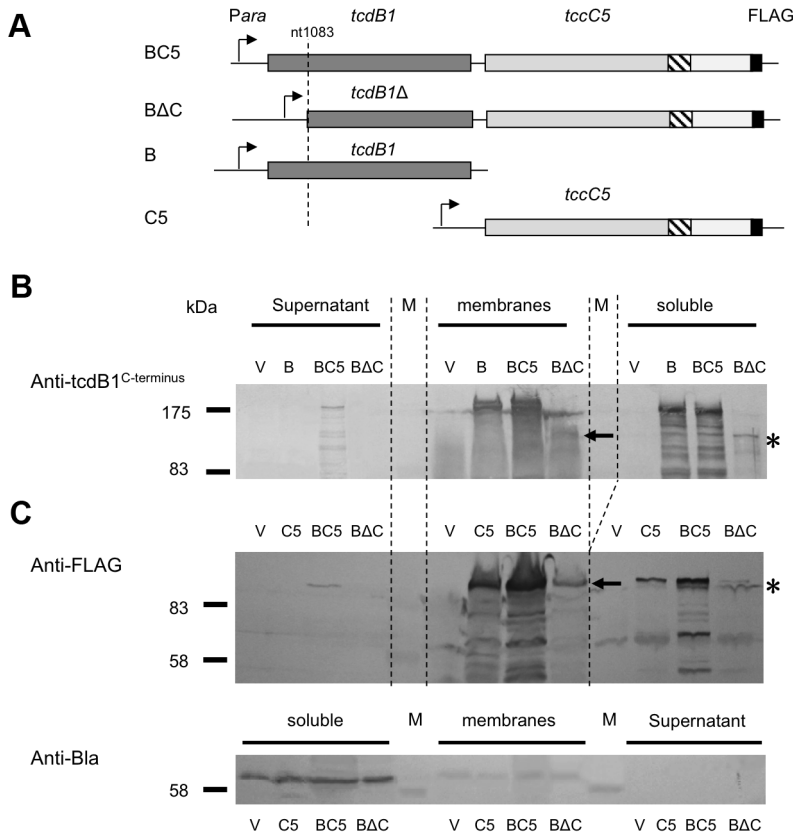 A
Para tcdB1 tccC5 FLAG
nt1083
BC5
BΔC tcdB1Δ
B tcdB1
tccC5
C5
B
kDa Supernatant M membranes M soluble
V B BC5 BΔC V B BC5 BΔC V B BC5 BΔC
Anti-tcdB1C-terminus
175
*
83
C
V C5 BC5 BΔC V C5 BC5 BΔC V C5 BC5 BΔC
Anti-FLAG
*
83
58
soluble M membranes M Supernatant
Anti-Bla
58
V C5 BC5 BΔC V C5 BC5 BΔC V C5 BC5 BΔC